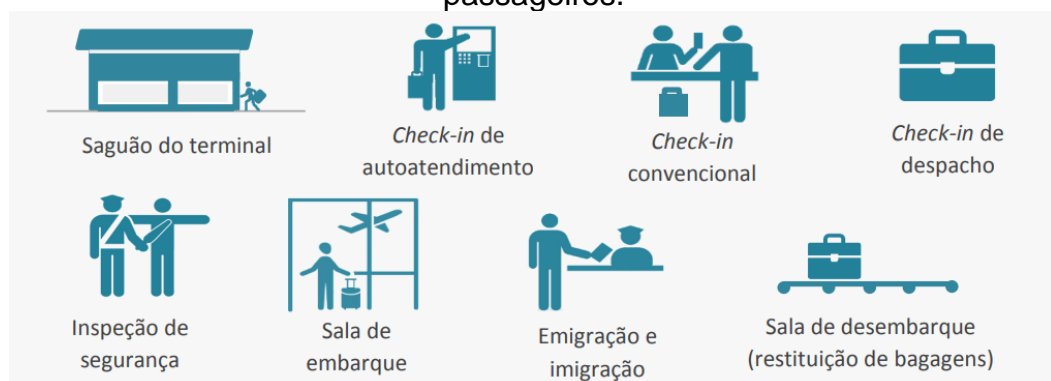 passageiros.
Saguão do terminal
Check-in de
autoatendimento
Check-in
convencional
Check-in de
despacho
Inspeção de
segurança
Sala de
embarque
Emigração e
imigração
Sala de desembarque
(restituição de bagagens)